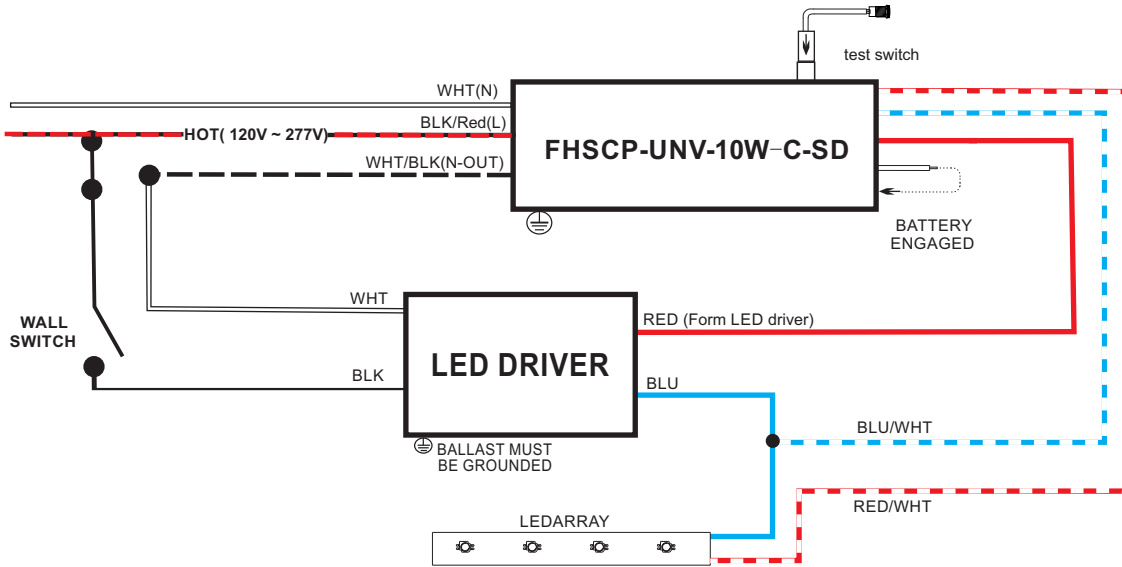 test switch
WHT(N)
BLK/Red(L)
HOT( 120V ~ 277V)
FHSCP-UNV-10W-C-SD
WHT/BLK(N-OUT)
BATTERY
ENGAGED
WHT
RED (Form LED driver)
WALL
SWITCH
LED DRIVER
BLK
BLU
BLU/WHT
BALLAST MUST
BE GROUNDED
RED/WHT
LEDARRAY